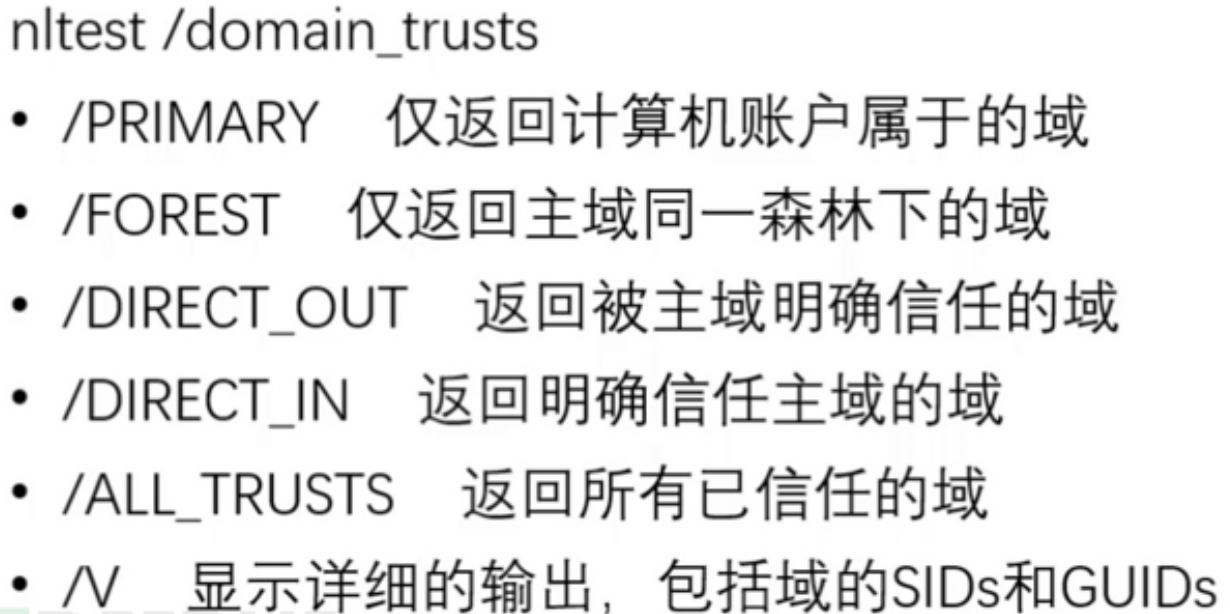 nltest /domain_trusts
• /PRIMARY 仅返回计算机账户属于的域
• /FOREST 仅返回主域同一森林下的域
• /DIRECT_OUT 返回被主域明确信任的域
• /DIRECT_IN 返回明确信任主域的域
• /ALL_TRUSTS 返回所有已信任的域
• /V 显示详细的输出，包括域的SIDs和GUIDs